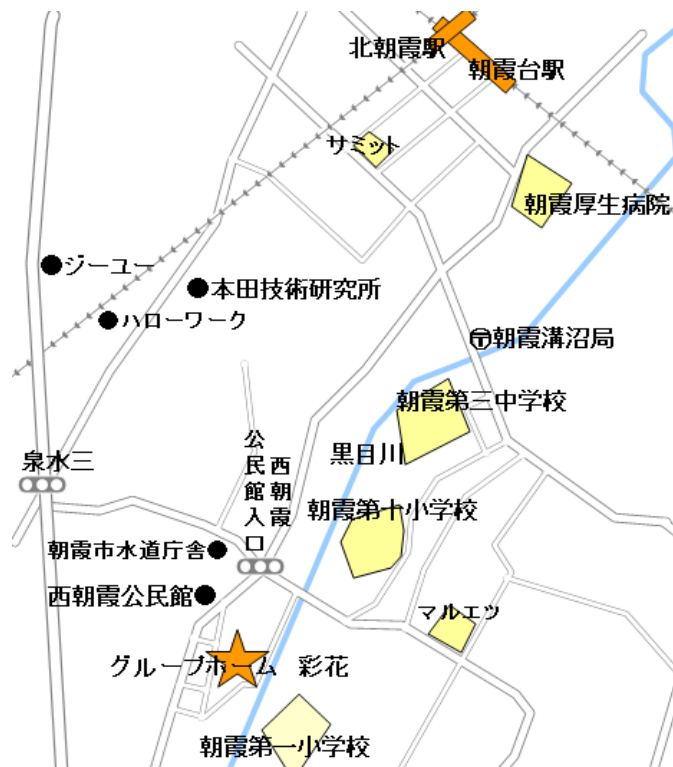 北朝霞駅
朝霞台駅
サミット
朝霞厚生病院
ジーユー
本田技術研究所
ハローワーク
〒朝霞溝沼局
朝霞第三中学校
黒目川
泉水三
西朝霞
公民館入口
朝霞第十小学校
朝霞市水道庁舎
西朝霞公民館
マルエツ
グループホーム 彩花
朝霞第一小学校